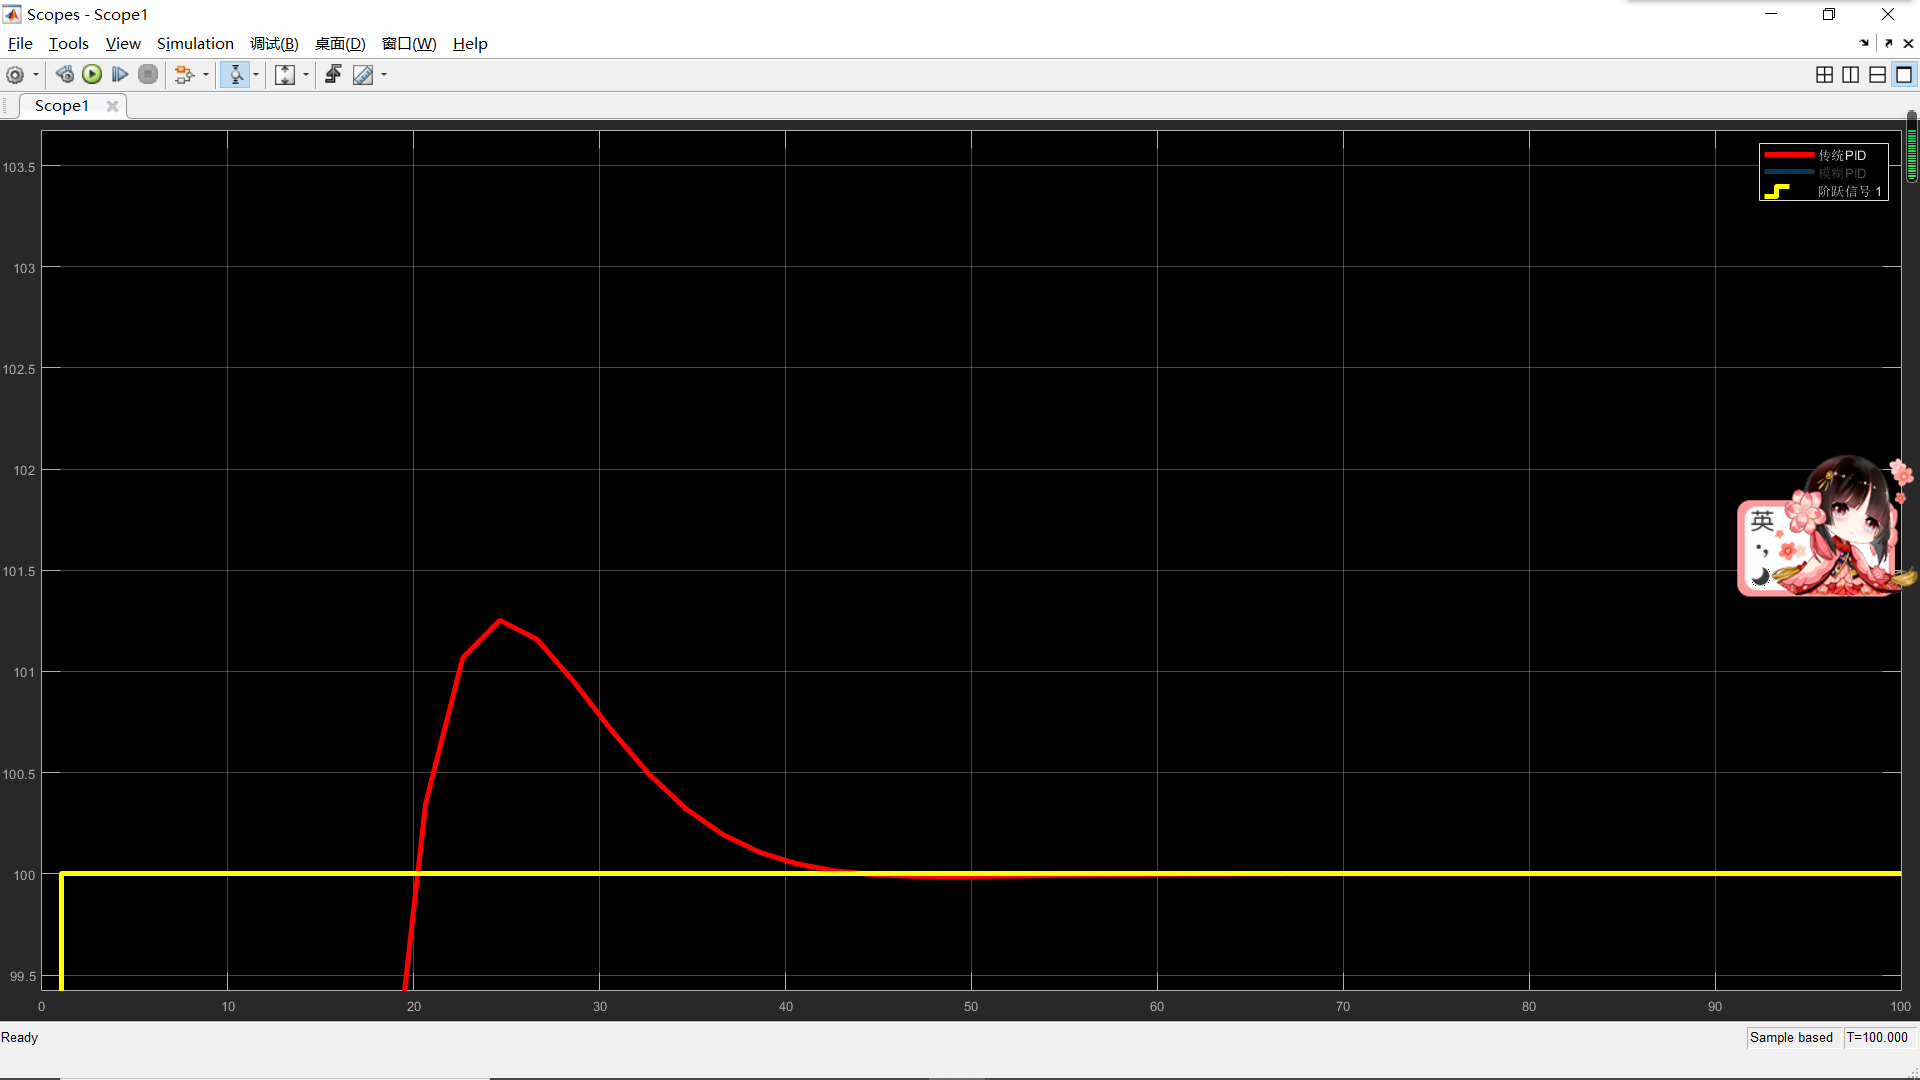 Scopes - Scope1
File Tools View Simulation 调试(B) 桌面(D) 窗口(W) Help
Scope1
103.5
103
102.5
102
101.5
101
100.5
100
99.5
0 10 20 30 40 50 60 70 80 90 100
传统PID
模糊PID
阶跃信号 1
英
Ready
Sample based T=100.000